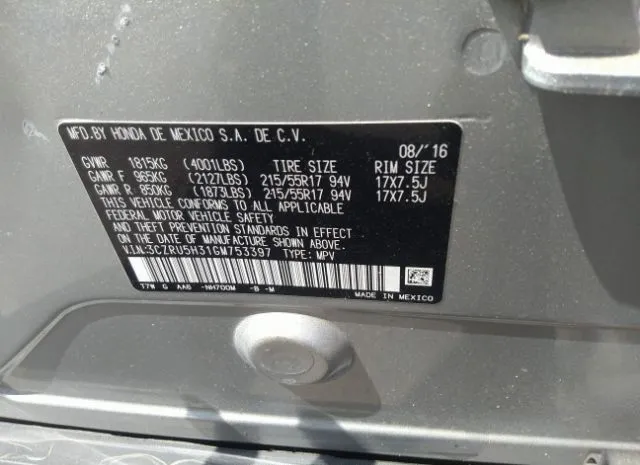 MFD.BY HONDA DE MEXICO S.A. DE C.V.
08/'16
GVWR 1815KG (4001LBS) TIRE SIZE RIM SIZE
GAWR F 965KG (2127LBS) 215/55R17 94V 17X7.5J
GAWR R 850KG (1873LBS) 215/55R17 94V 17X7.5J
THIS VEHICLE CONFORMS TO ALL APPLICABLE
FEDERAL MOTOR VEHICLE SAFETY
AND THEFT PREVENTION STANDARDS IN EFFECT
ON THE DATE OF MANUFACTURE SHOWN ABOVE.
V.I.N.:3CZRU5H31GM753397 TYPE: MPV
T7W G AA6 -NH700M -B -M
MADE IN MEXICO